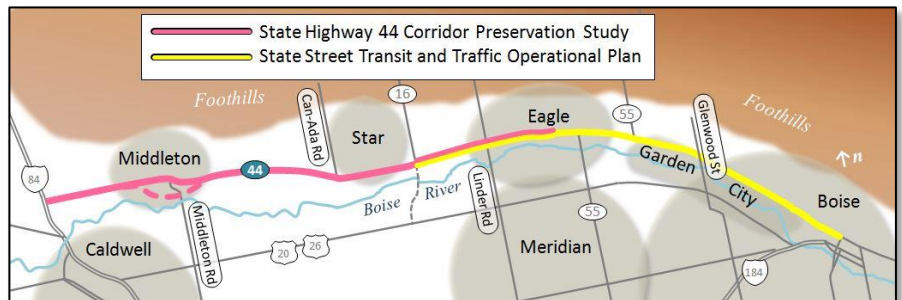 State Highway 44 Corridor Preservation Study
State Street Transit and Traffic Operational Plan
Foothills
Foothills
Can-Ada Rd
16
55
Glenwood St
Star
Eagle
Middleton
Garden
City
n
84
44
Boise
River
Linder Rd
Middleton Rd
55
Boise
Caldwell
20
26
Meridian
184